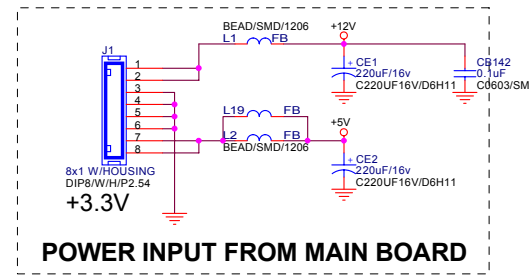 BEAD/SMD/1206
L1 FB
+12V
J1
1
2
3
4
5
6
7
8
+ CE1
220uF/16v
C220UF16V/D6H11
CB142
0.1uF
C0603/SM
L19 FB
+5V
L2 FB
BEAD/SMD/1206
+ CE2
220uF/16v
C220UF16V/D6H11
8x1 W/HOUSING
DIP8/W/H/P2.54
+3.3V
POWER INPUT FROM MAIN BOARD